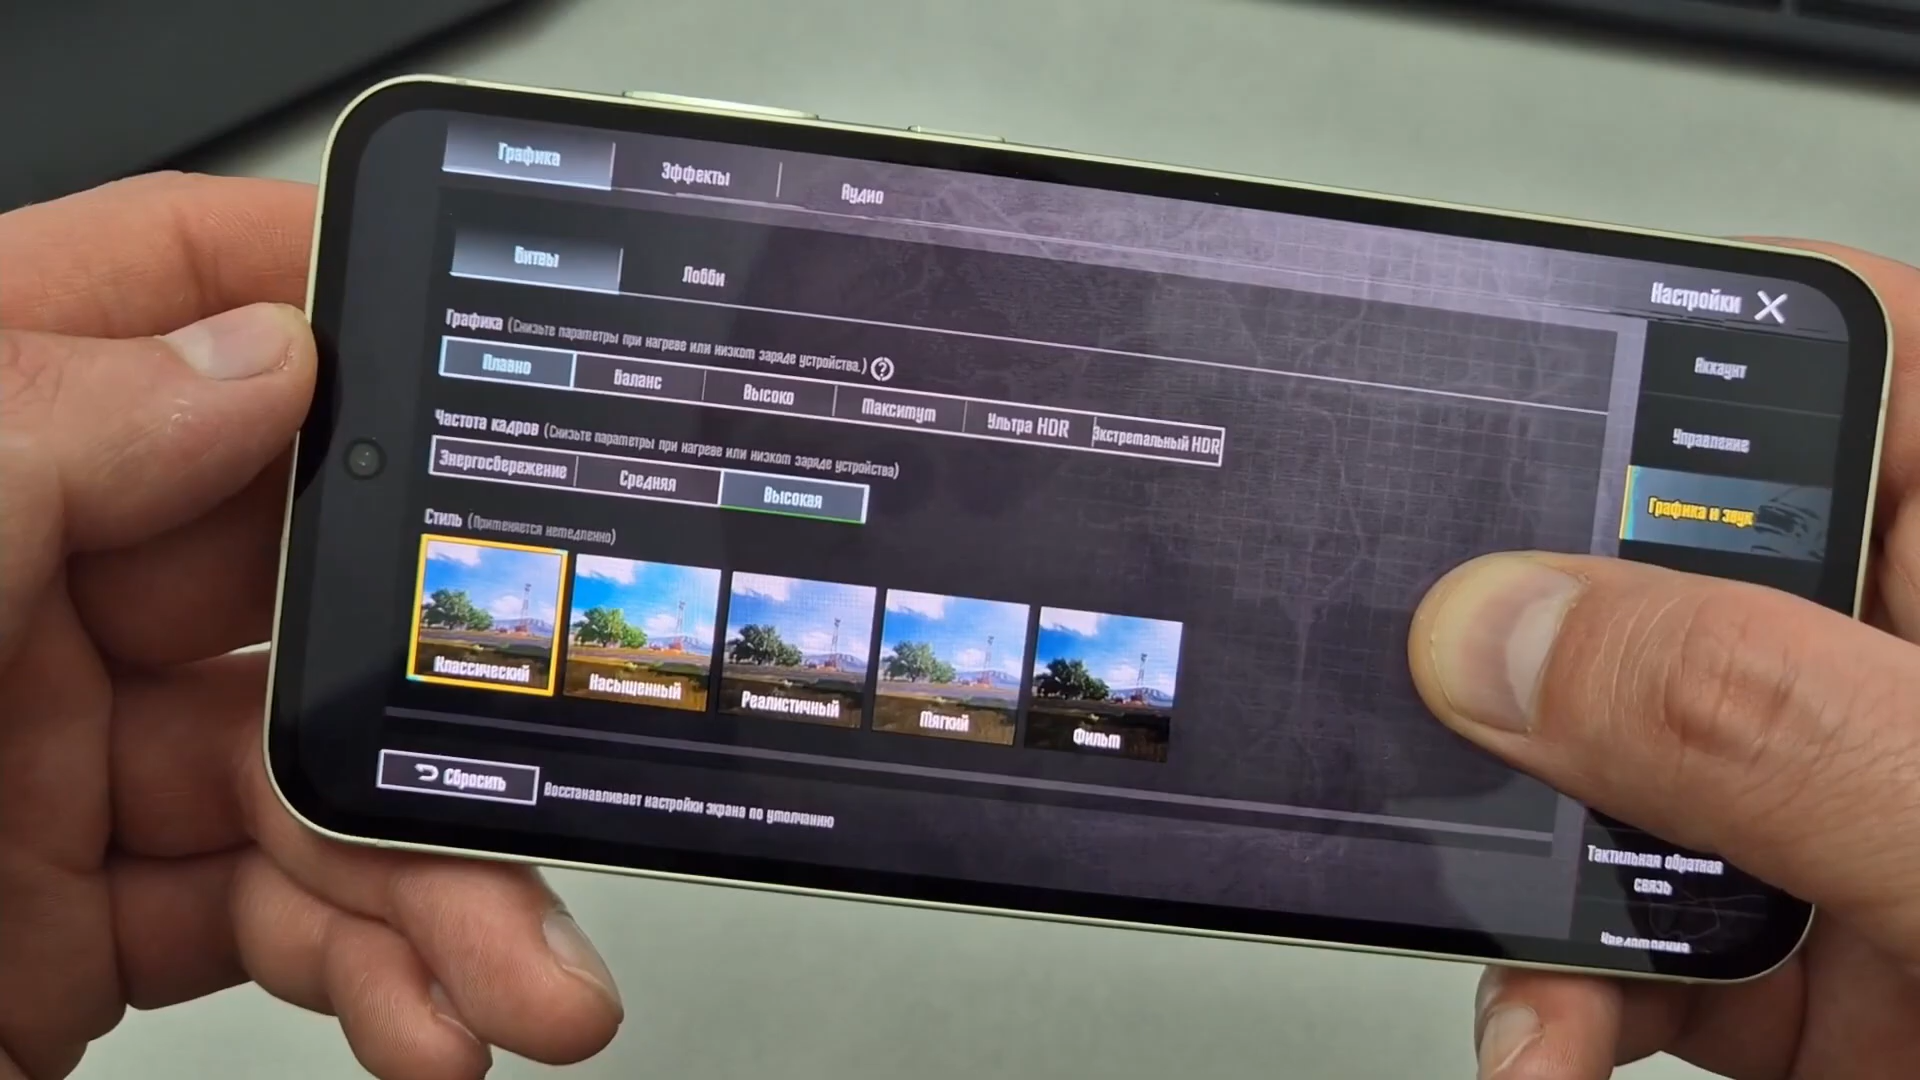 Графика
Эффекты
Аудио
Битвы
Лобби
Настройки
Графика (Снизьте параметры при нагреве или низком заряде устройства.) ?
Плавно
Баланс
Высоко
Максимум
Ультра HDR
Экстремальный HDR
Частота кадров (Снизьте параметры при нагреве или низком заряде устройства)
Энергосбережение
Средняя
Высокая
Стиль (Применяется немедленно)
Классический
Насыщенный
Реалистичный
Мягкий
Фильм
Сбросить
Восстанавливает настройки экрана по умолчанию
Аккаунт
Управление
Графика и звук
Тактильная обратная
связь